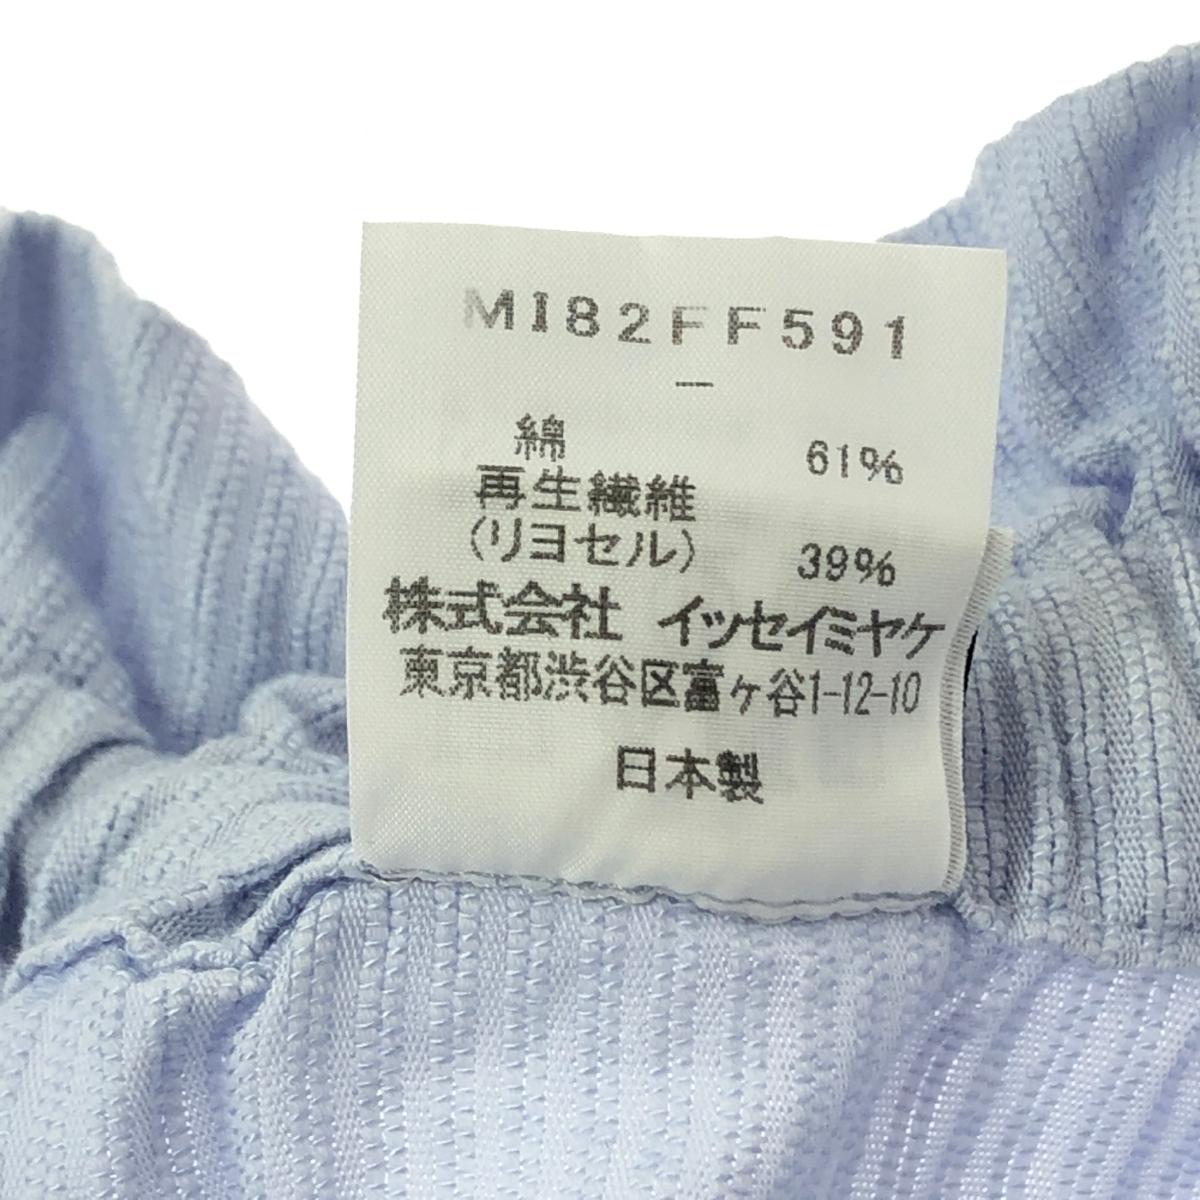 MI82FF591
—
綿 61%
再生繊維
(リヨセル) 39%
株式会社 イッセイミヤケ
東京都渋谷区富ヶ谷1-12-10
日本製